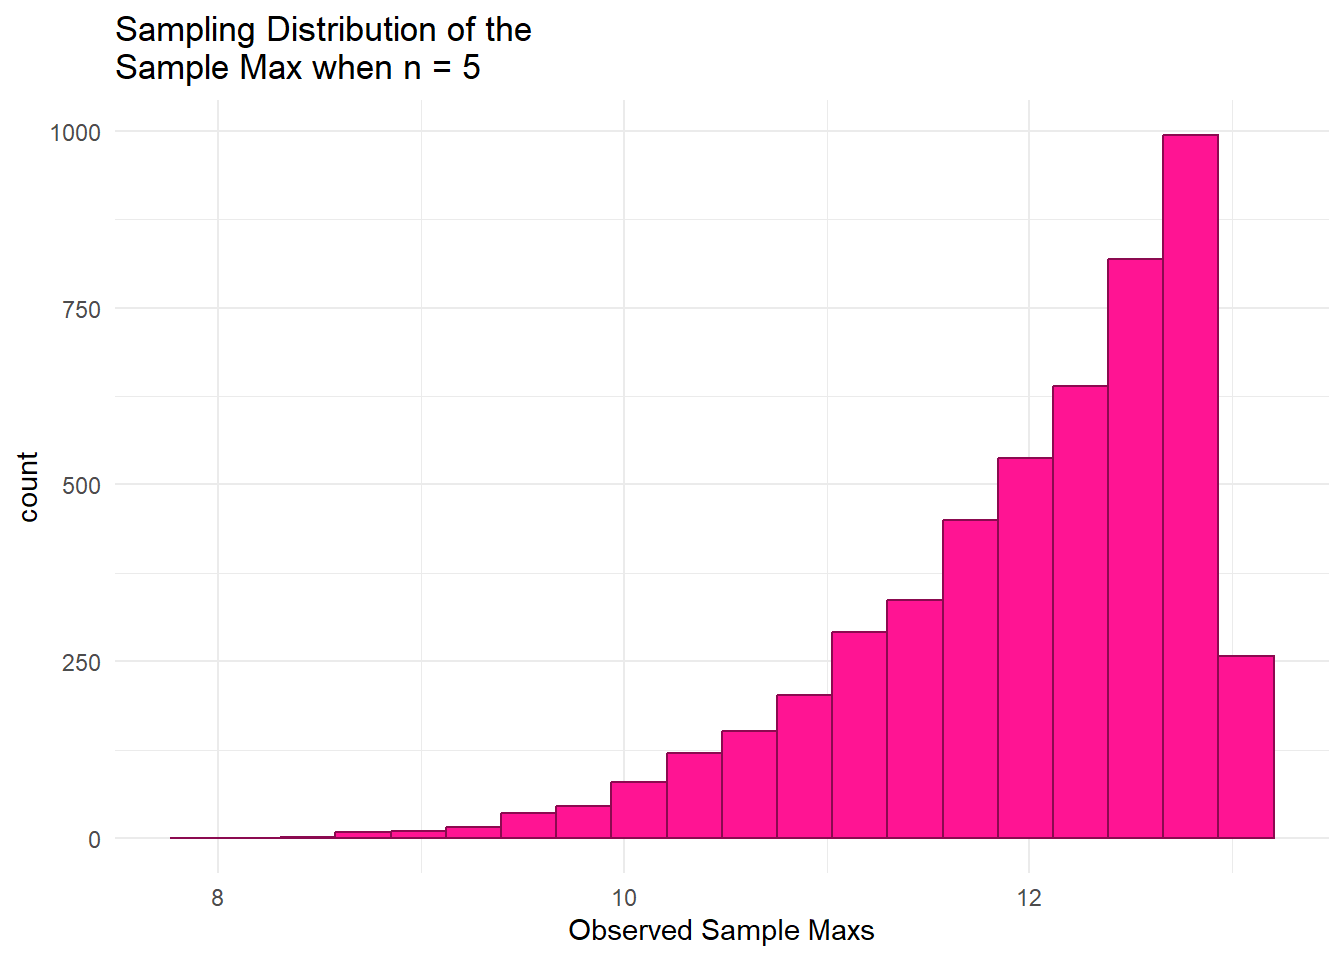 Sampling Distribution of the
Sample Max when n = 5
1000
750
500
250
0
count
8 10 12
Observed Sample Maxs